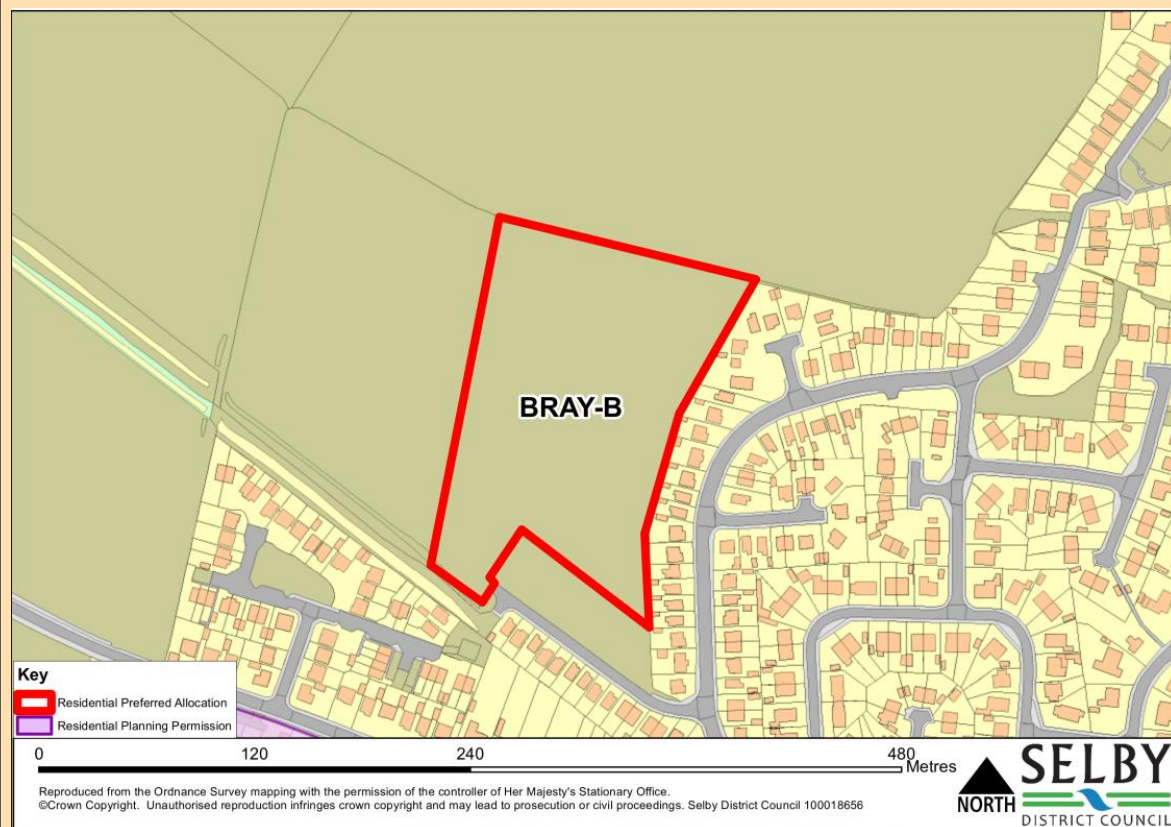 BRAY-B
Key
Residential Preferred Allocation
Residential Planning Permission
0 120 240 480
Metres
Reproduced from the Ordnance Survey mapping with the permission of the controller of Her Majesty's Stationary Office.
©Crown Copyright. Unauthorised reproduction infringes crown copyright and may lead to prosecution or civil proceedings. Selby District Council 100018656
NORTH
SELBY
DISTRICT COUNCIL